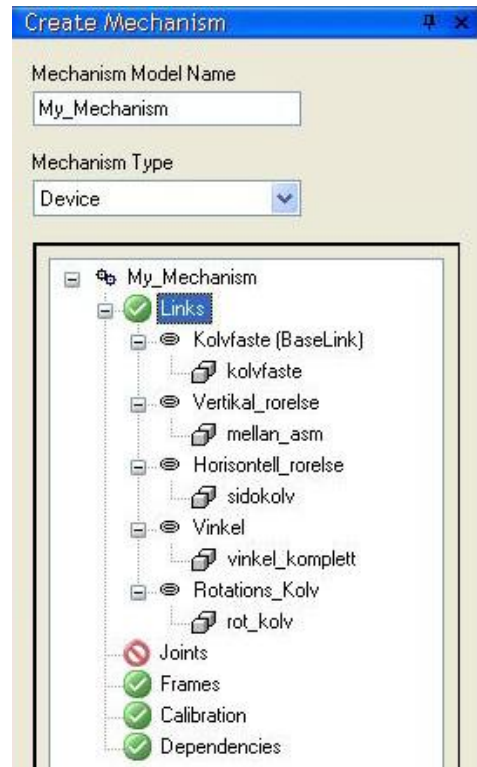 Create Mechanism
Mechanism Model Name
My_Mechanism
Mechanism Type
Device
My_Mechanism
Links
Kolvfaste (BaseLink)
kolvfaste
Vertikal_rorelse
mellan_asm
Horisontell_rorelse
sidokolv
Vinkel
vinkel_komplett
Rotations_Kolv
rot_kolv
Joints
Frames
Calibration
Dependencies